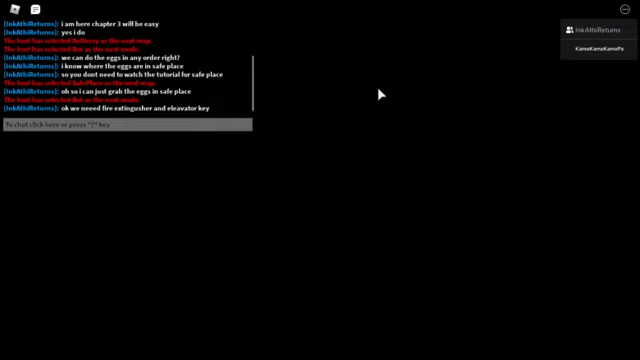 [InkAthiReturns]: i am here chapter 3 will be easy
[InkAthiReturns]: yes i do
The host has selected Refinery as the next map.
The host has selected Bot as the next mode.
[InkAthiReturns]: we can do the eggs in any order right?
[InkAthiReturns]: i know where the eggs are in safe place
[InkAthiReturns]: so you dont need to watch the tutorial for safe place
The host has selected SafePlace as the next map.
[InkAthiReturns]: oh so i can just grab the eggs in safe place
The host has selected Bot as the next mode.
[InkAthiReturns]: ok we neeed fire extingusher and eleavator key
To chat click here or press "/" key
InkAthiReturns
KameKameKamePo